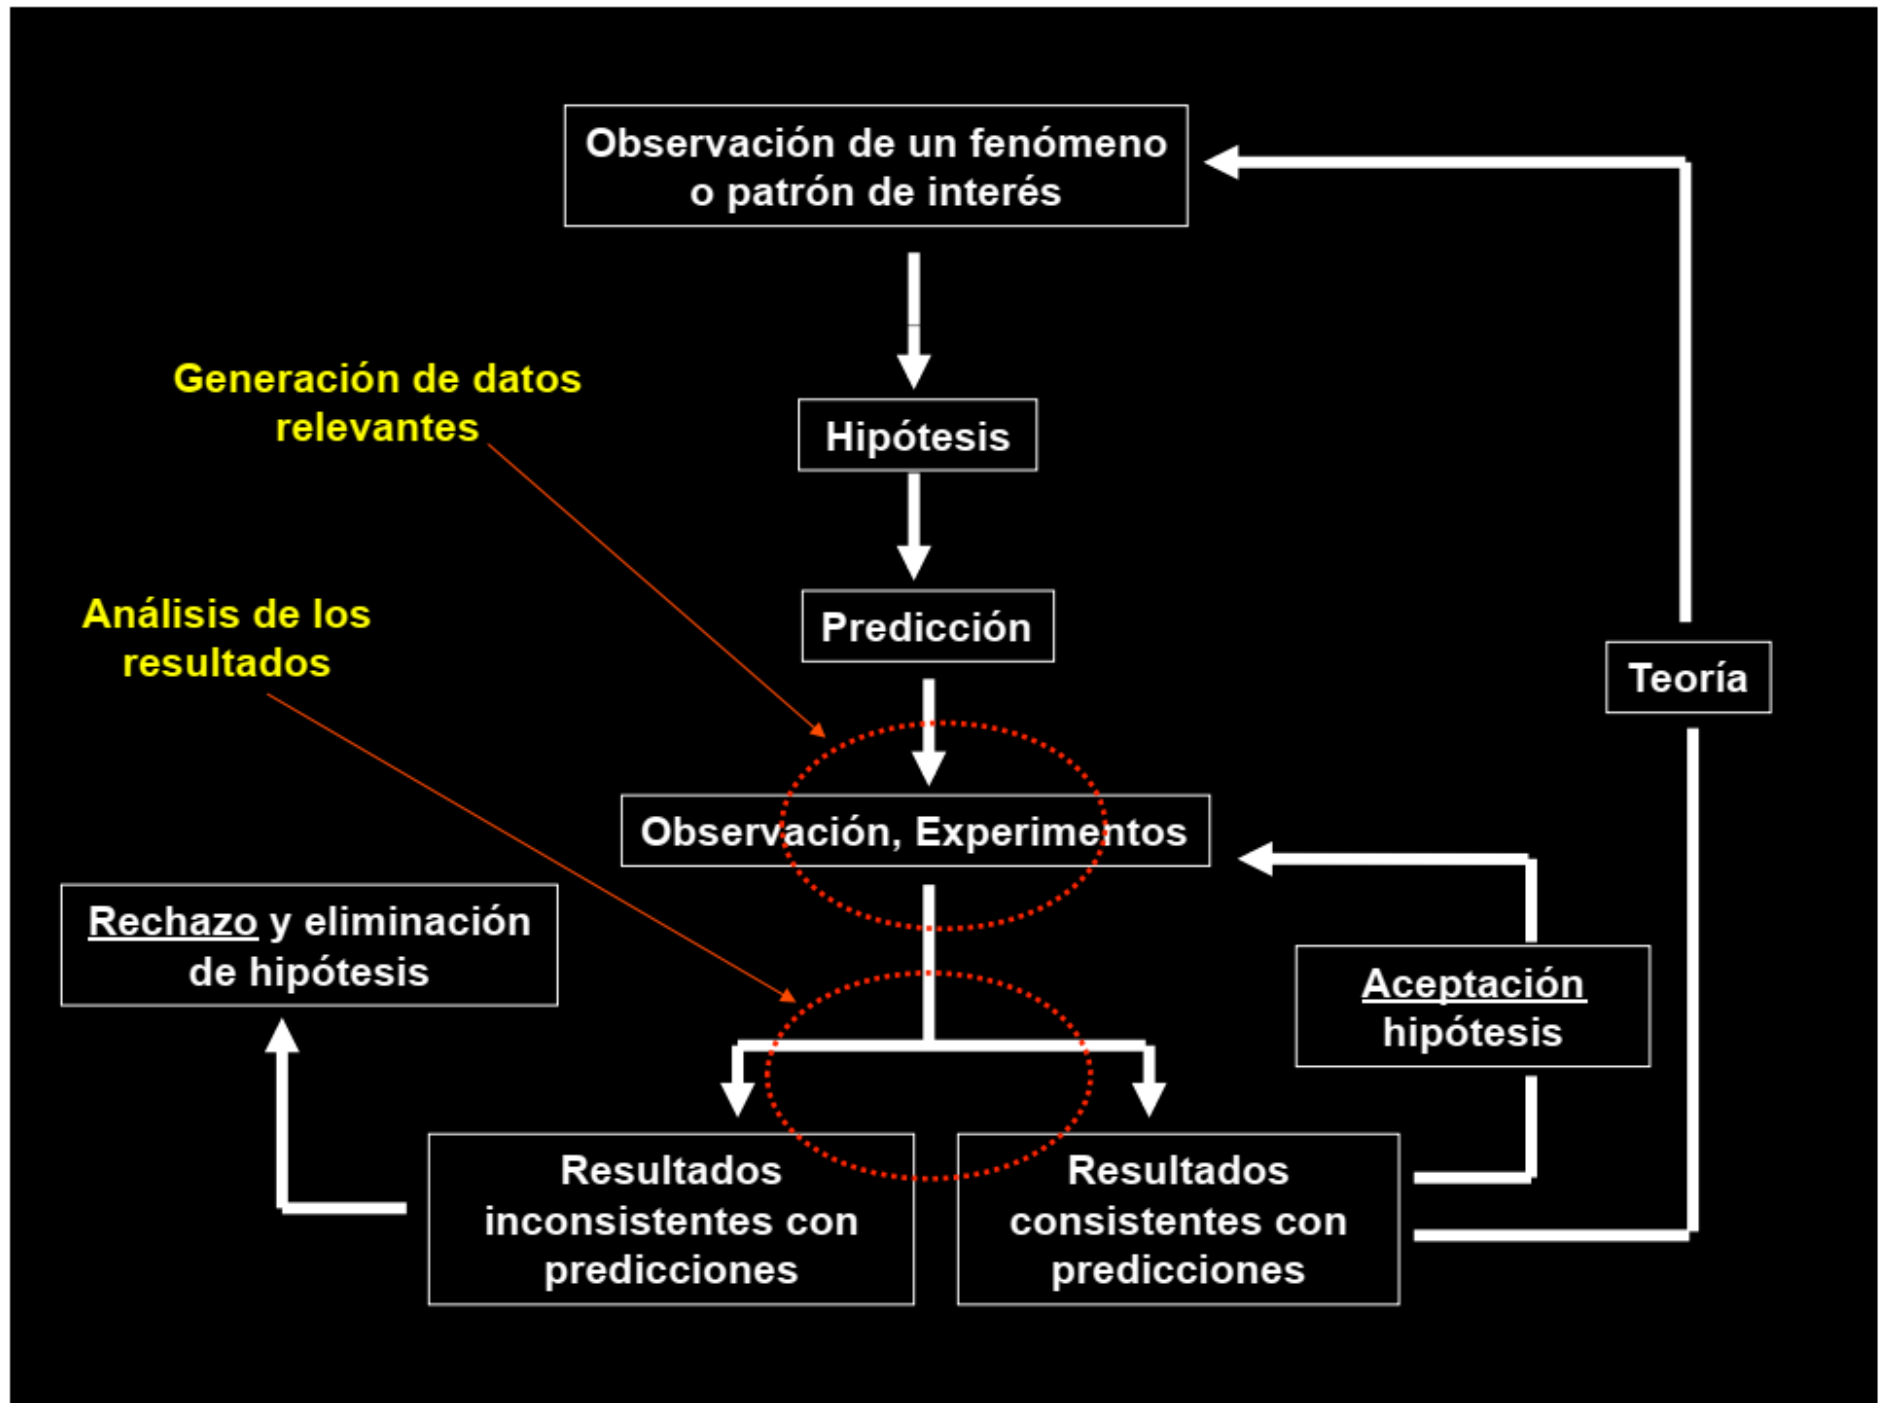 Observación de un fenómeno
o patrón de interés
Generación de datos
relevantes
Hipótesis
Análisis de los
resultados
Predicción
Teoría
Observación, Experimentos
Rechazo y eliminación
de hipótesis
Aceptación
hipótesis
Resultados
inconsistentes con
predicciones
Resultados
consistentes con
predicciones